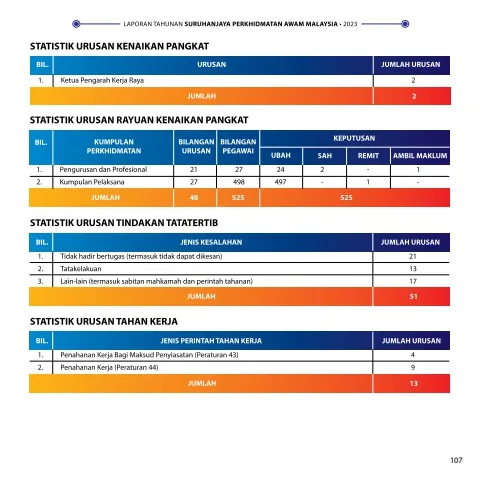 LAPORAN TAHUNAN SURUHANJAYA PERKHIDMATAN AWAM MALAYSIA • 2023
STATISTIK URUSAN KENAIKAN PANGKAT
BIL. URUSAN JUMLAH URUSAN
1. Ketua Pengarah Kerja Raya 2
JUMLAH 2
STATISTIK URUSAN RAYUAN KENAIKAN PANGKAT
BIL. KUMPULAN PERKHIDMATAN BILANGAN URUSAN BILANGAN PEGAWAI KEPUTUSAN
UBAH SAH REMIT AMBIL MAKLUM
1. Pengurusan dan Profesional 21 27 24 2 - 1
2. Kumpulan Pelaksana 27 498 497 - 1 -
JUMLAH 48 525 525
STATISTIK URUSAN TINDAKAN TATATERTIB
BIL. JENIS KESALAHAN JUMLAH URUSAN
1. Tidak hadir bertugas (termasuk tidak dapat dikesan) 21
2. Tatakelakuan 13
3. Lain-lain (termasuk sabitan mahkamah dan perintah tahanan) 17
JUMLAH 51
STATISTIK URUSAN TAHAN KERJA
BIL. JENIS PERINTAH TAHAN KERJA JUMLAH URUSAN
1. Penahanan Kerja Bagi Maksud Penyiasatan (Peraturan 43) 4
2. Penahanan Kerja (Peraturan 44) 9
JUMLAH 13
107